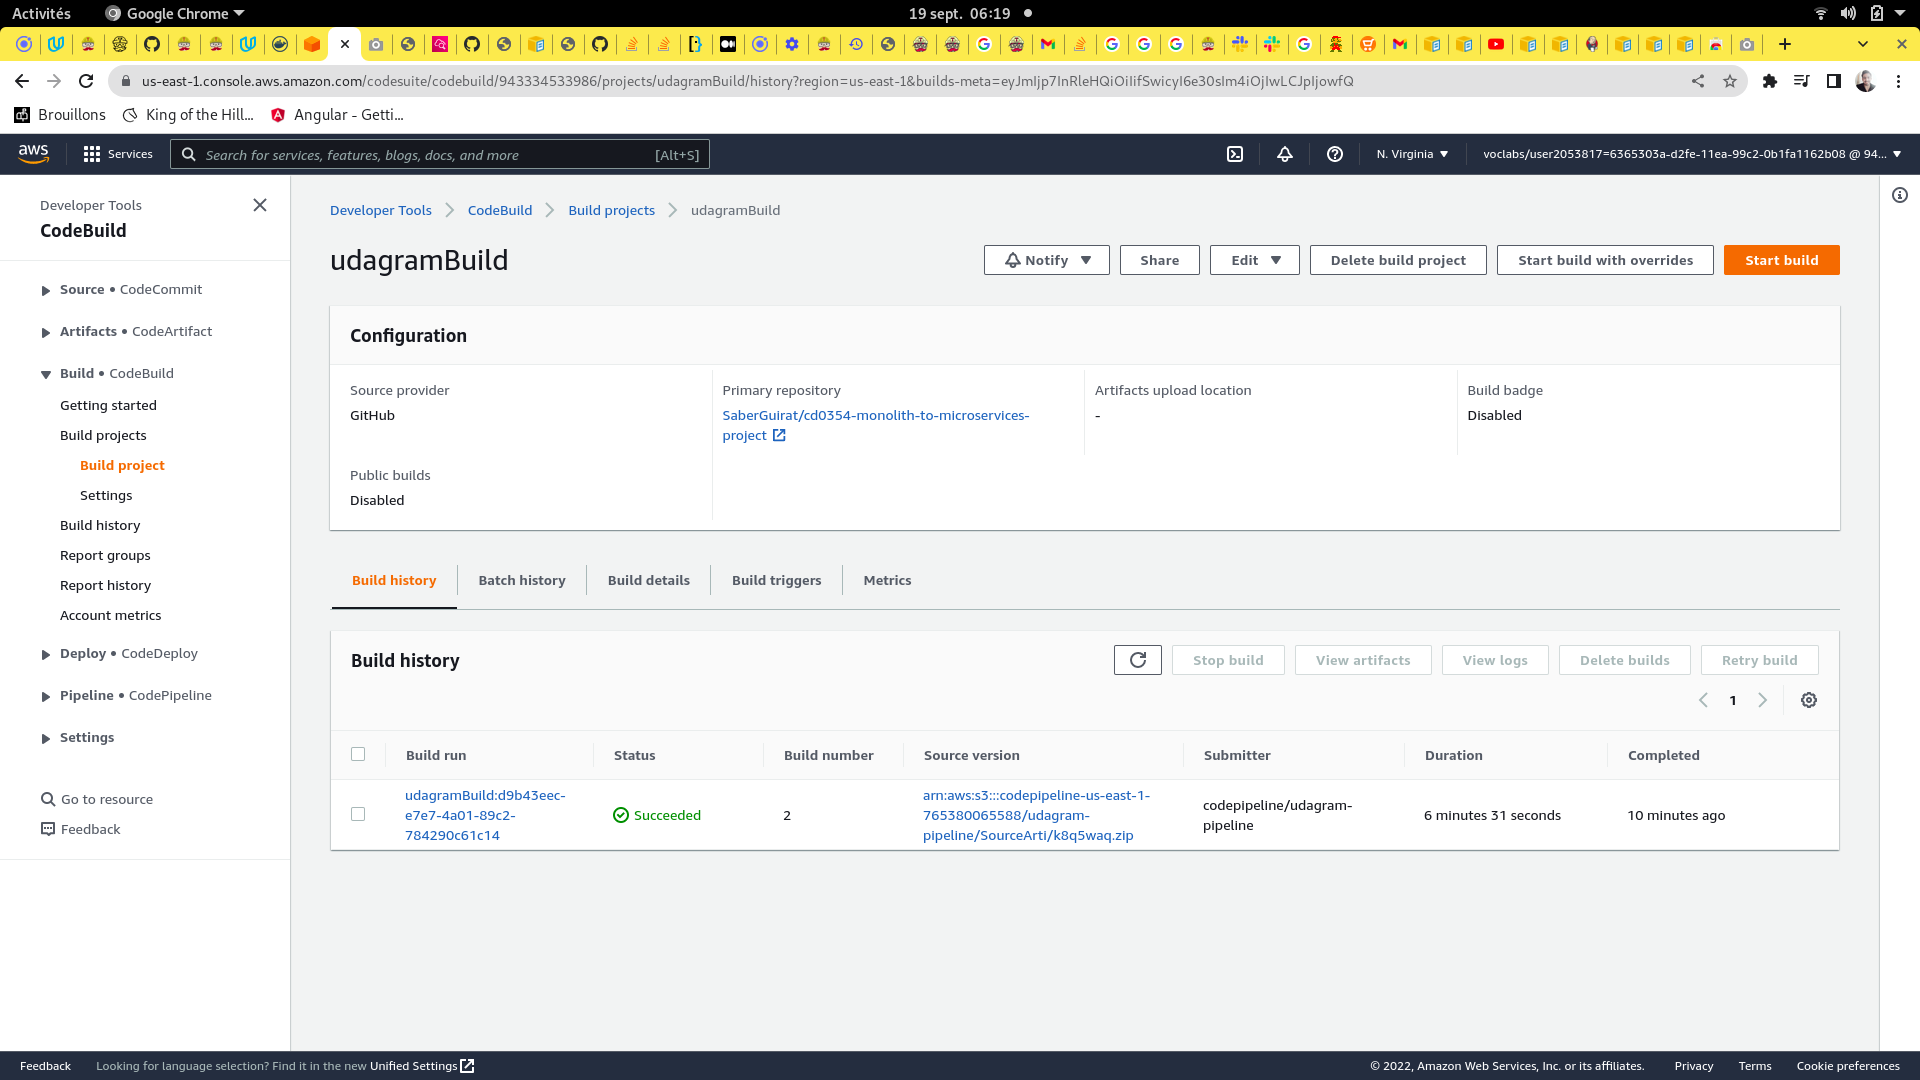 Activités
Google Chrome
19 sept. 06:19
us-east-1.console.aws.amazon.com/codesuite/codebuild/943334533986/projects/udagramBuild/history?region=us-east-1&builds-meta=eyJmIjp7InRleHQiOiIifSwicyI6e30sIm4iOjIwLCJpIjowfQ
Brouillons
King of the Hill...
Angular - Getti...
aws
Services
Search for services, features, blogs, docs, and more
[Alt+S]
N. Virginia
voclabs/user2053817=6365303a-d2fe-11ea-99c2-0b1fa1162b08 @ 94...
Developer Tools
CodeBuild
Source • CodeCommit
Artifacts • CodeArtifact
Build • CodeBuild
Getting started
Build projects
Build project
Settings
Build history
Report groups
Report history
Account metrics
Deploy • CodeDeploy
Pipeline • CodePipeline
Settings
Go to resource
Feedback
Developer Tools
CodeBuild
Build projects
udagramBuild
udagramBuild
Notify
Share
Edit
Delete build project
Start build with overrides
Start build
Configuration
Source provider
GitHub
Primary repository
SaberGuirat/cd0354-monolith-to-microservices-
project
Artifacts upload location
-
Build badge
Disabled
Public builds
Disabled
Build history
Batch history
Build details
Build triggers
Metrics
Build history
Stop build
View artifacts
View logs
Delete builds
Retry build
1
Build run
Status
Build number
Source version
Submitter
Duration
Completed
udagramBuild:d9b43eec-
e7e7-4a01-89c2-
784290c61c14
Succeeded
2
arn:aws:s3:::codepipeline-us-east-1-
765380065588/udagram-
pipeline/SourceArti/k8q5waq.zip
codepipeline/udagram-
pipeline
6 minutes 31 seconds
10 minutes ago
Feedback
Looking for language selection? Find it in the new Unified Settings
© 2022, Amazon Web Services, Inc. or its affiliates.
Privacy
Terms
Cookie preferences